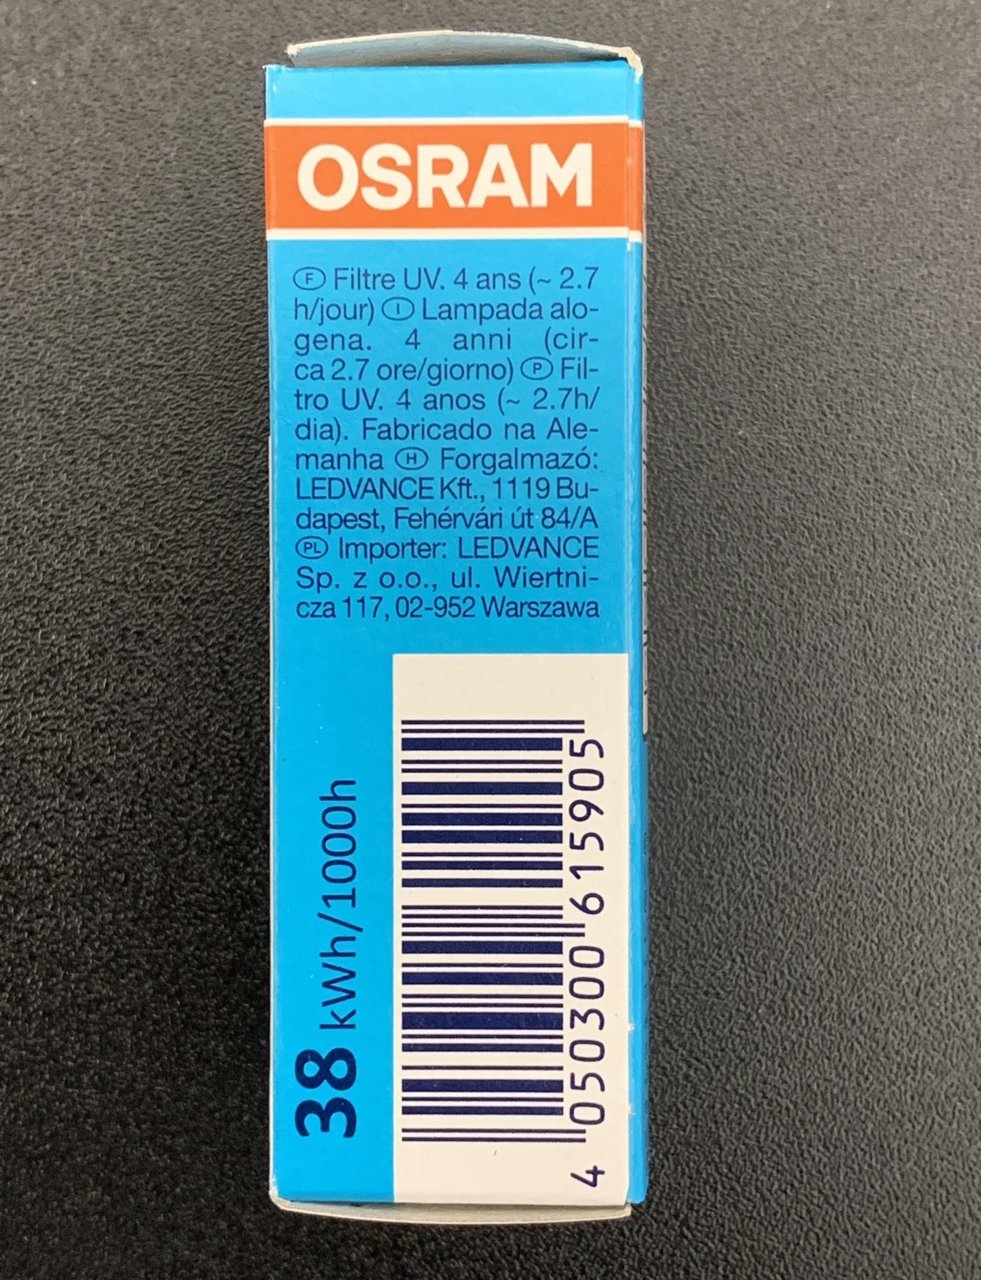 OSRAM
Ⓕ Filtre UV. 4 ans (~ 2.7
h/jour) Ⓘ Lampada alo-
gena. 4 anni (cir-
ca 2.7 ore/giorno) Ⓟ Fil-
tro UV. 4 anos (~ 2.7h/
dia). Fabricado na Ale-
manha Ⓗ Forgalmazó:
LEDVANCE Kft., 1119 Bu-
dapest, Fehérvári út 84/A
(PL) Importer: LEDVANCE
Sp. z o.o., ul. Wiertni-
cza 117, 02-952 Warszawa
38 kWh/1000h
4 050300 615905